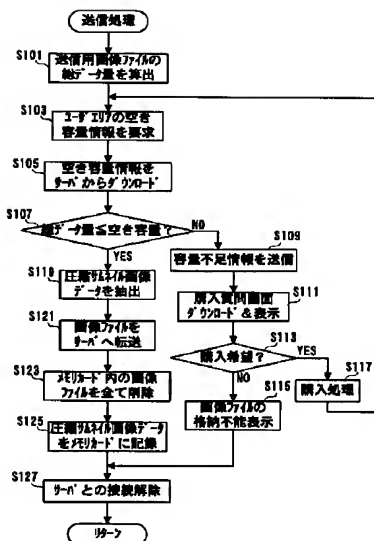 送信処理
S101
送信用画像ファイルの
総データ量を算出
S103
ユーザエリアの空き
容量情報を要求
S105
空き容量情報を
サーバからダウンロード
S107
総データ量≦空き容量?
NO
YES
S109
容量不足情報を送信
S119
圧縮サムネイル画像
データを抽出
S111
購入質問画面
ダウンロード&表示
S121
画像ファイルを
サーバへ転送
S113
購入希望?
YES
NO
S117
購入処理
S123
メモリカード内の画像
ファイルを全て削除
S115
画像ファイルの
格納不能表示
S125
圧縮サムネイル画像データ
をメモリカードに記録
S127
サーバとの接続解除
リターン